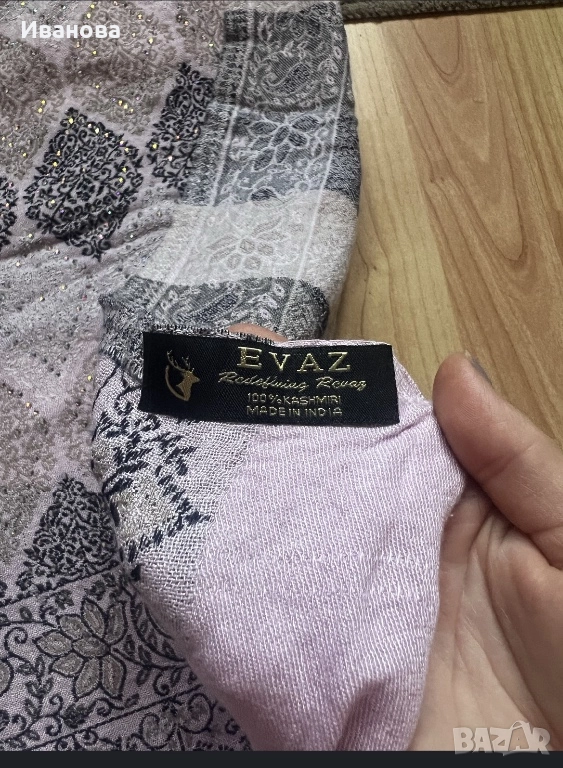 Иванова
EVAZ
Redefining Revaz
100% KASHMIRI
MADE IN INDIA
BAZAR